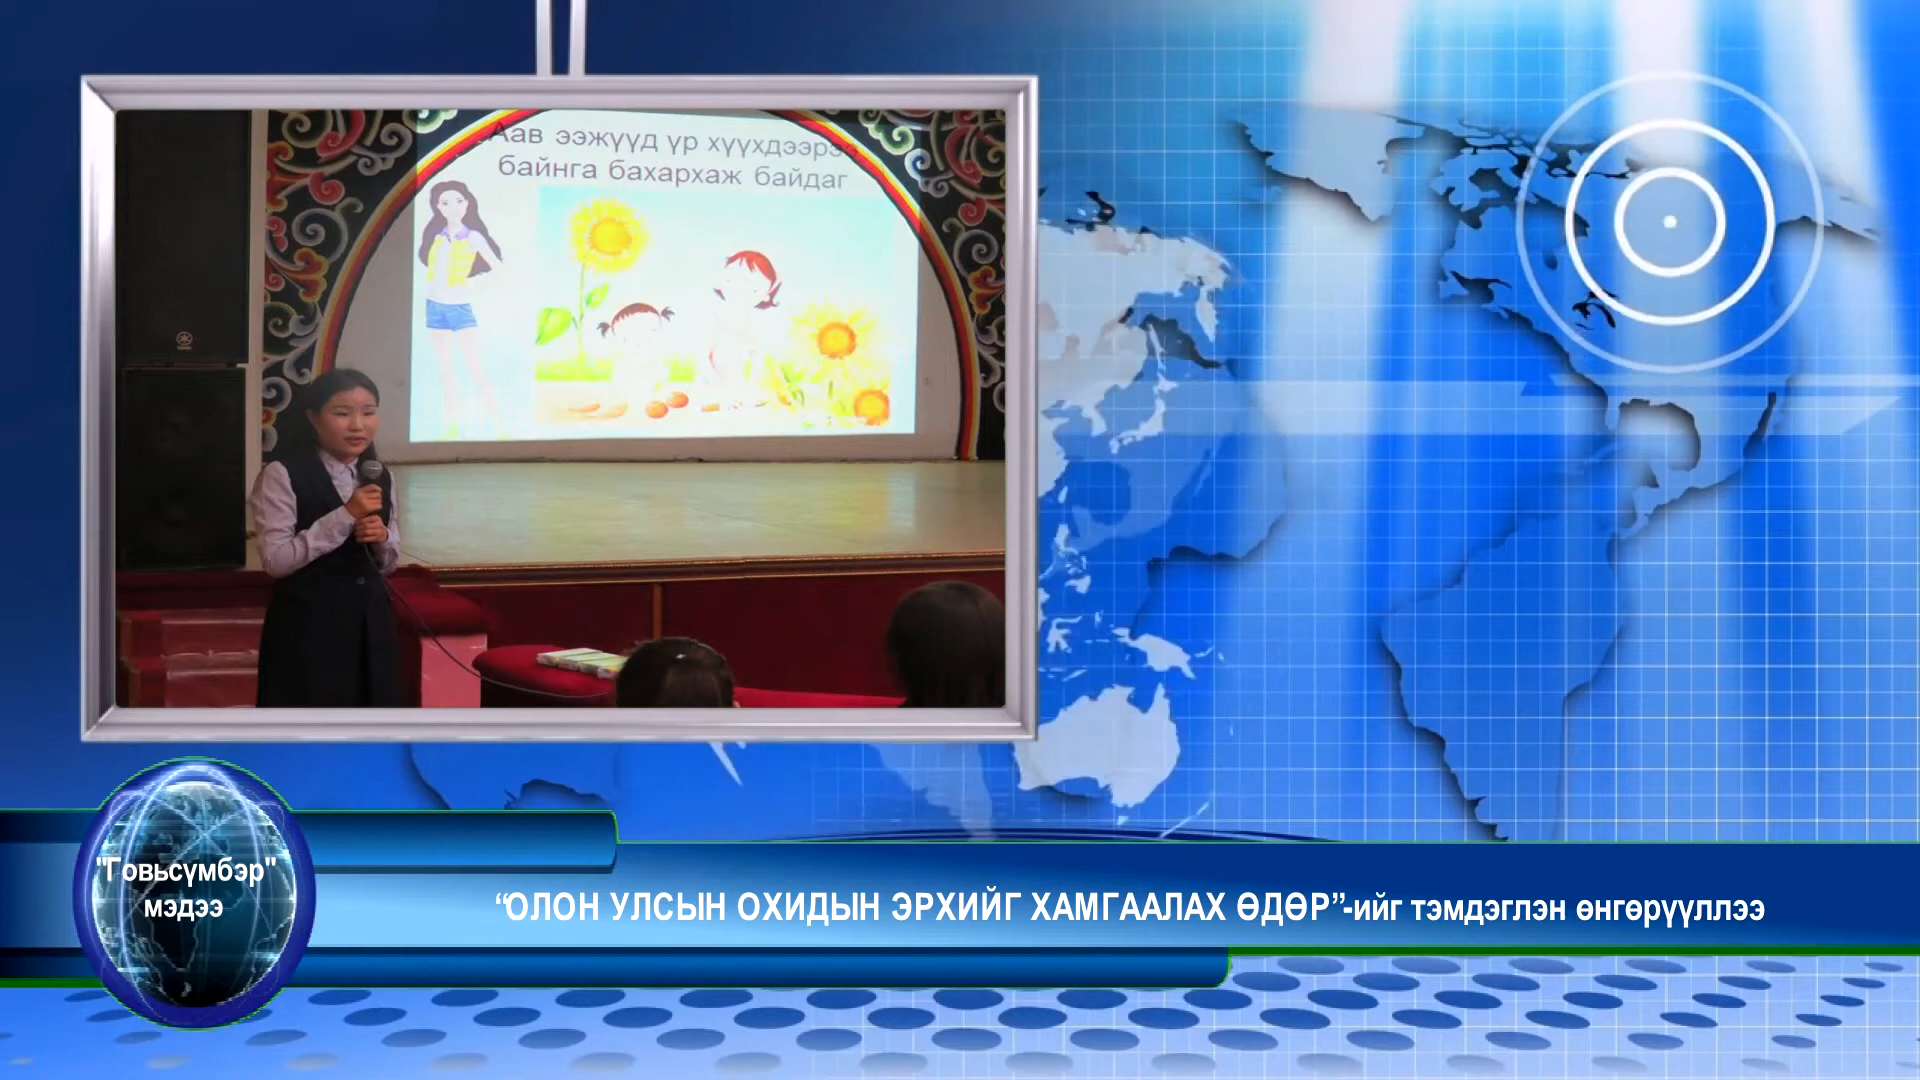 Аав ээжүүд үр хүүхдээрээ
байнга бахархаж байдаг
"Говьсүмбэр"
мэдээ
“ОЛОН УЛСЫН ОХИДЫН ЭРХИЙГ ХАМГААЛАХ ӨДӨР”-ийг тэмдэглэн өнгөрүүллээ